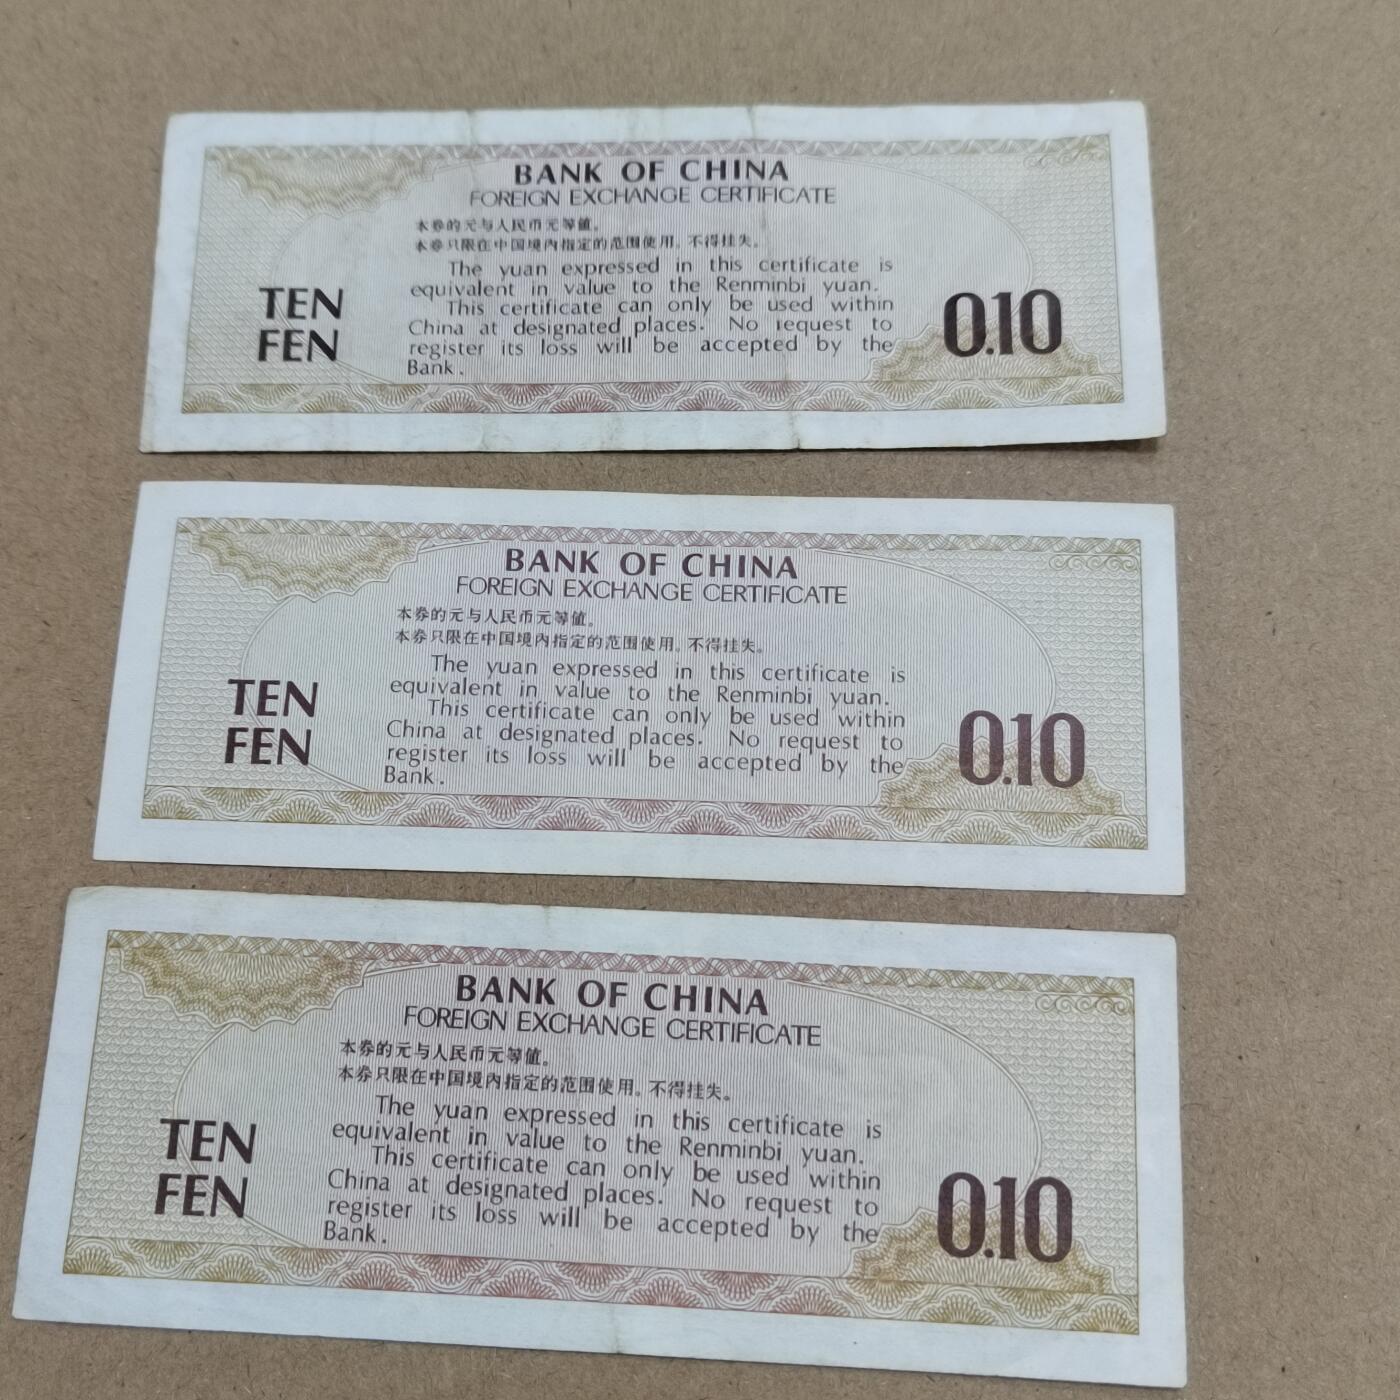 BANK OF CHINA
FOREIGN EXCHANGE CERTIFICATE
本券的元与人民币元等值。
本券只限在中国境内指定的范围使用。不得挂失。
The yuan expressed in this certificate is
equivalent in value to the Renminbi yuan.
This certificate can only be used within
China at designated places. No request to
register its loss will be accepted by the
Bank.
TEN
FEN
0.10
BANK OF CHINA
FOREIGN EXCHANGE CERTIFICATE
本券的元与人民币元等值。
本券只限在中国境内指定的范围使用。不得挂失。
The yuan expressed in this certificate is
equivalent in value to the Renminbi yuan.
This certificate can only be used within
China at designated places. No request to
register its loss will be accepted by the
Bank.
TEN
FEN
0.10
BANK OF CHINA
FOREIGN EXCHANGE CERTIFICATE
本券的元与人民币元等值。
本券只限在中国境内指定的范围使用。不得挂失。
The yuan expressed in this certificate is
equivalent in value to the Renminbi yuan.
This certificate can only be used within
China at designated places. No request to
register its loss will be accepted by the
Bank.
TEN
FEN
0.10